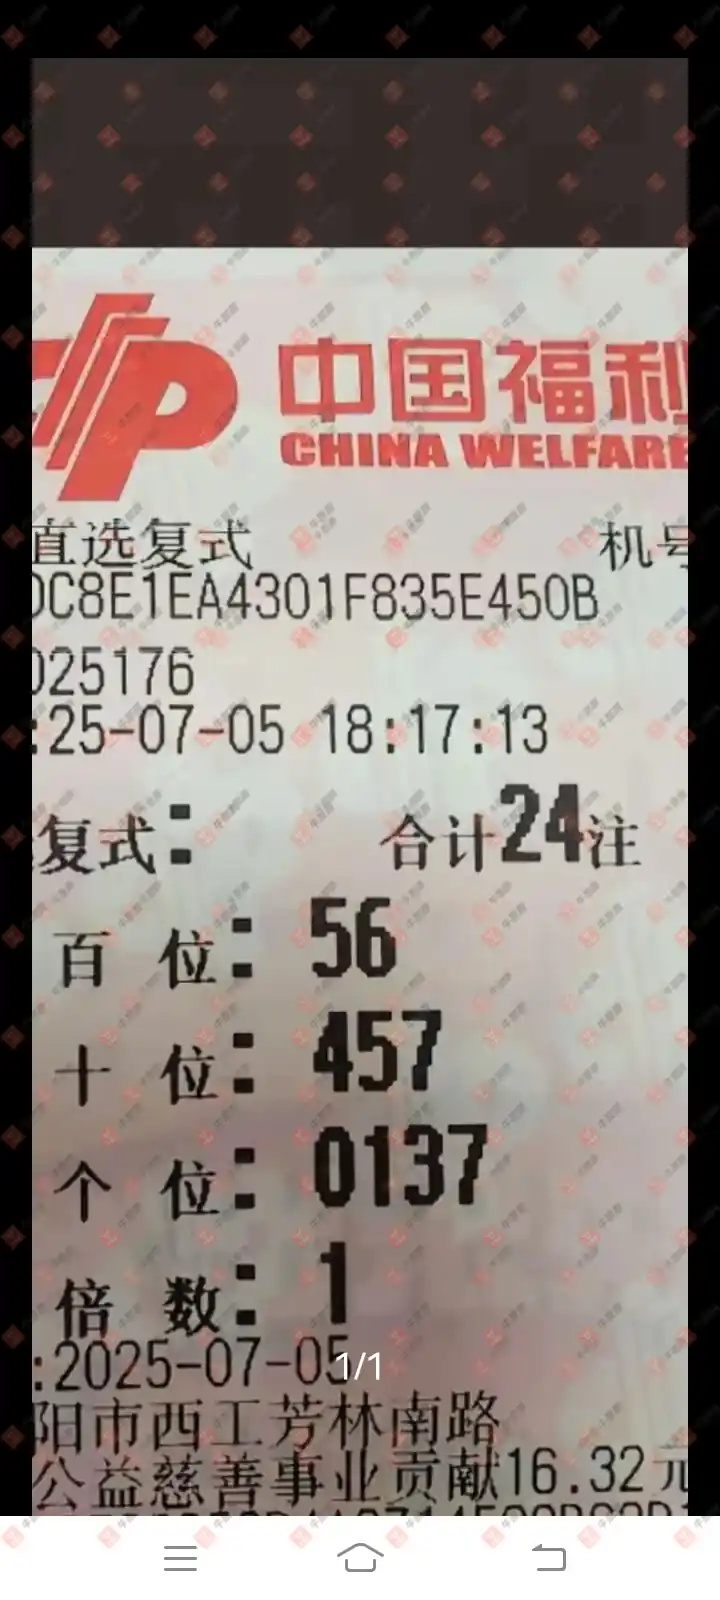 中国福利
CHINA WELFARE
直选复式 机号
DC8E1EA4301F835E450B
025176
:25-07-05 18:17:13
复式: 合计24注
百 位: 56
十 位: 457
个 位: 0137
倍 数: 1
:2025-07-05
1/1
阳市西工芳林南路
公益慈善事业贡献16.32元